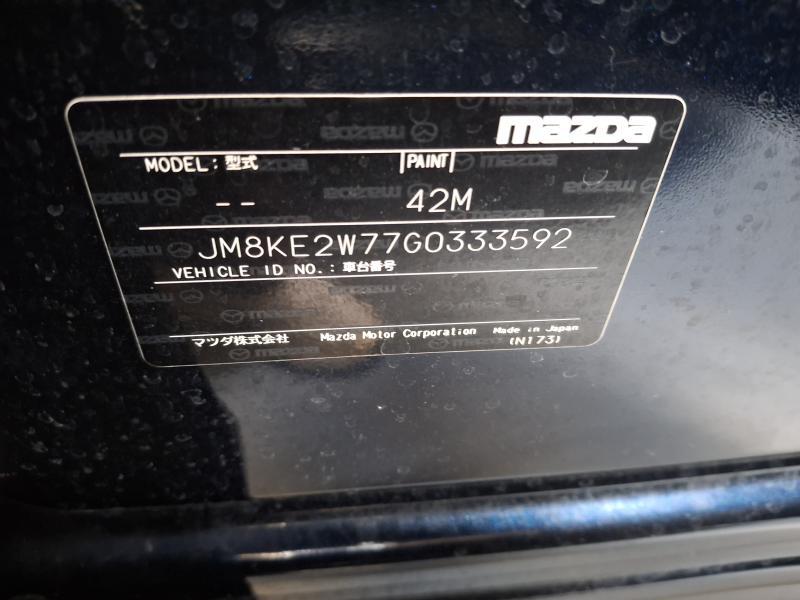 mazda
MODEL : 型式 PAINT
-- 42M
JM8KE2W77G0333592
VEHICLE ID NO. : 車台番号
マツダ株式会社 Mazda Motor Corporation Made in Japan
(N173)